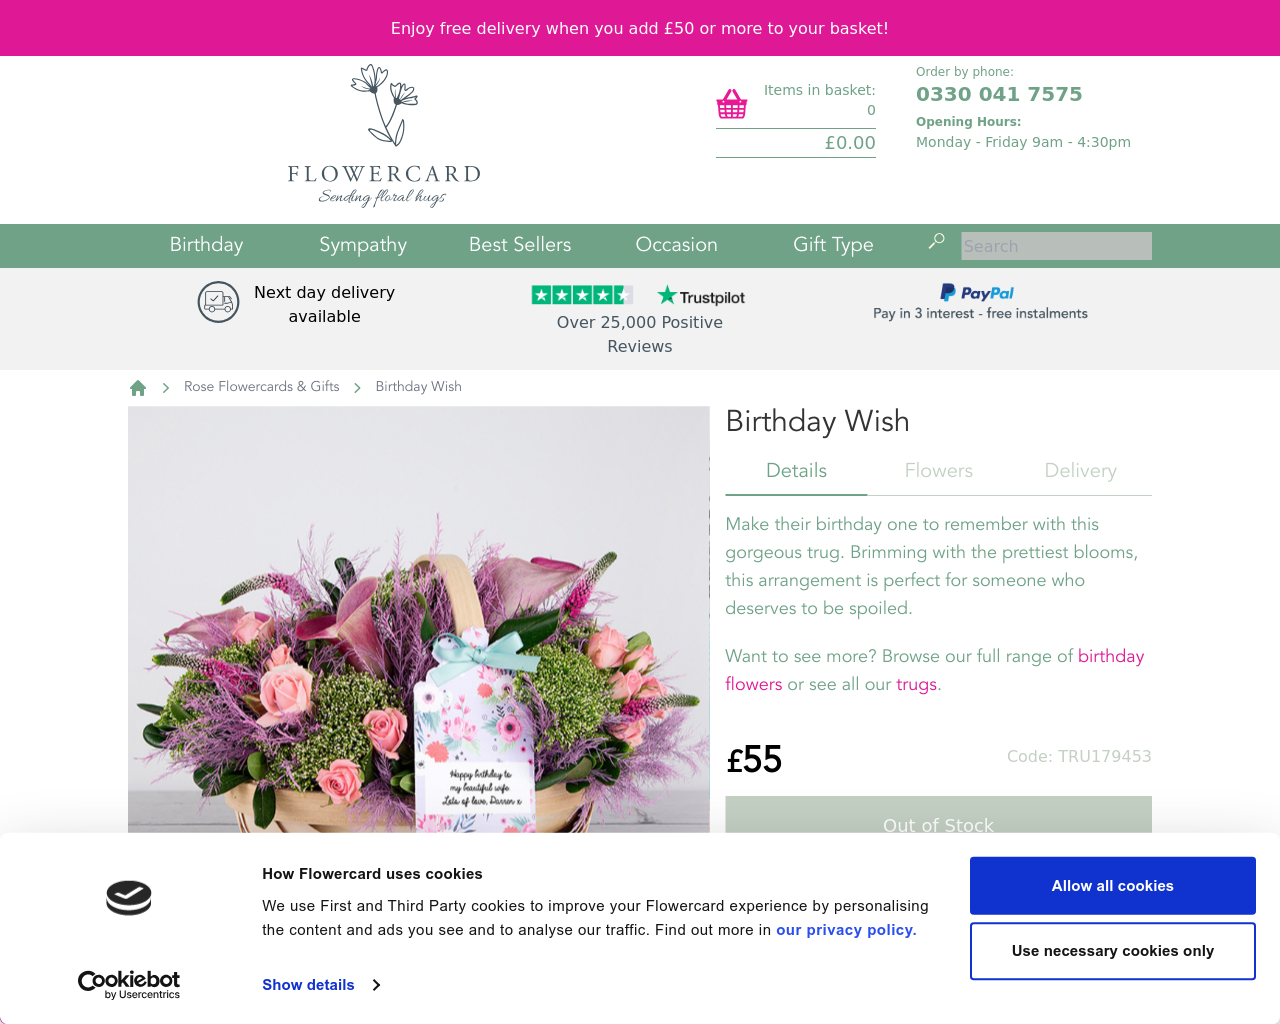 Enjoy free delivery when you add £50 or more to your basket!
FLOWERCARD
Sending floral hugs
Items in basket:
0
£0.00
Order by phone:
0330 041 7575
Opening Hours:
Monday - Friday 9am - 4:30pm
Birthday
Sympathy
Best Sellers
Occasion
Gift Type
Search
Next day delivery
available
Trustpilot
Over 25,000 Positive
Reviews
PayPal
Pay in 3 interest - free instalments
Rose Flowercards & Gifts
Birthday Wish
Birthday Wish
Details
Flowers
Delivery
Make their birthday one to remember with this
gorgeous trug. Brimming with the prettiest blooms,
this arrangement is perfect for someone who
deserves to be spoiled.
Want to see more? Browse our full range of birthday
flowers or see all our trugs.
Happy birthday to
my beautiful wife
Lots of love, Darren x
£55
Code: TRU179453
Out of Stock
Cookiebot
by Usercentrics
How Flowercard uses cookies
We use First and Third Party cookies to improve your Flowercard experience by personalising
the content and ads you see and to analyse our traffic. Find out more in our privacy policy.
Show details
Allow all cookies
Use necessary cookies only